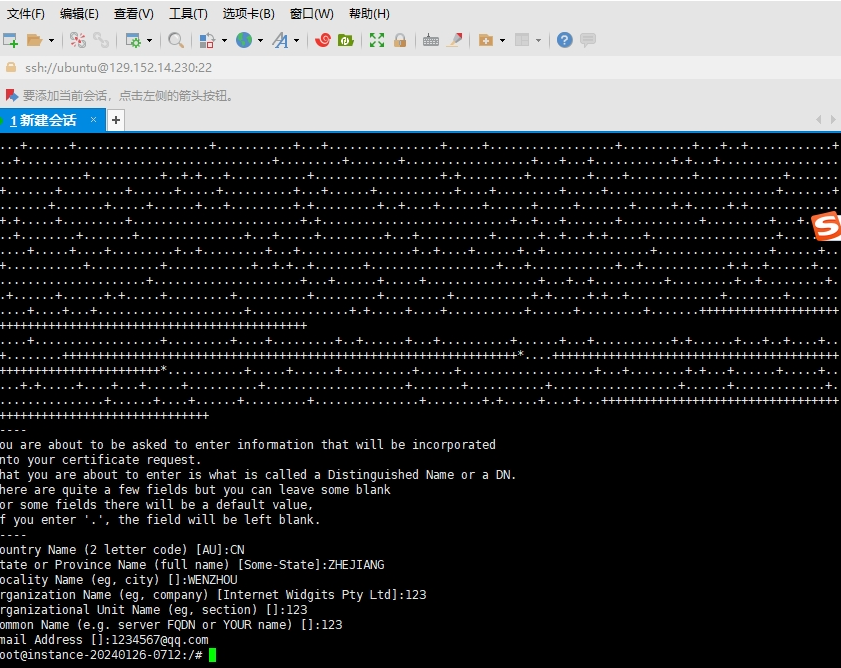 文件(F) 编辑(E) 查看(V) 工具(T) 选项卡(B) 窗口(W) 帮助(H)
ssh://ubuntu@129.152.14.230:22
要添加当前会话，点击左侧的箭头按钮。
1 新建会话 × +
----
ou are about to be asked to enter information that will be incorporated
nto your certificate request.
hat you are about to enter is what is called a Distinguished Name or a DN.
here are quite a few fields but you can leave some blank
or some fields there will be a default value,
f you enter '.', the field will be left blank.
----
ountry Name (2 letter code) [AU]:CN
tate or Province Name (full name) [Some-State]:ZHEJIANG
ocality Name (eg, city) []:WENZHOU
rganization Name (eg, company) [Internet Widgits Pty Ltd]:123
rganizational Unit Name (eg, section) []:123
ommon Name (e.g. server FQDN or YOUR name) []:123
mail Address []:1234567@qq.com
oot@instance-20240126-0712:/#